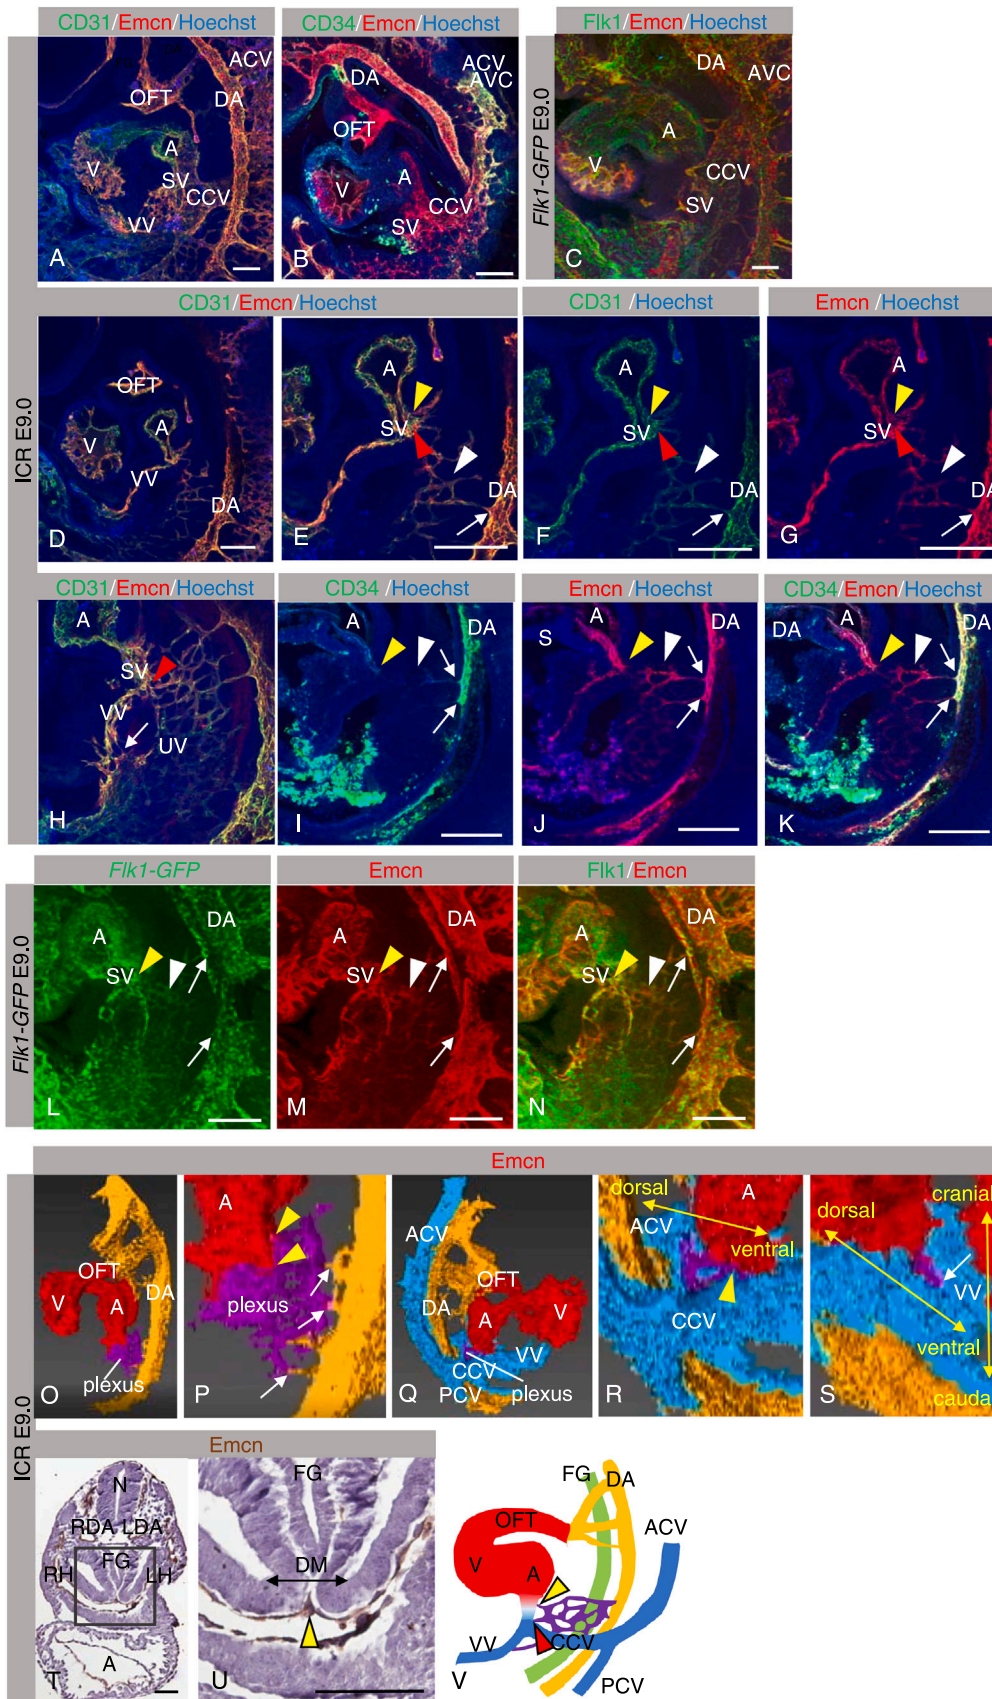 CD31/Emcn/Hoechst
CD34/Emcn/Hoechst
Flk1/Emcn/Hoechst
ICR E9.0
Flk1-GFP E9.0
OFT
ACV
DA
A
V
SV
CCV
VV
A
DA
ACV
AVC
OFT
V
A
CCV
SV
B
DA
AVC
A
V
CCV
SV
C
CD31/Emcn/Hoechst
CD31/Hoechst
Emcn/Hoechst
OFT
V
A
VV
DA
D
A
SV
DA
E
A
SV
DA
F
A
SV
DA
G
CD31/Emcn/Hoechst
CD34 /Hoechst
Emcn /Hoechst
CD34/Emcn/Hoechst
A
SV
VV
UV
H
A
DA
I
A
DA
S
J
A
DA
DA
K
Flk1-GFP
Emcn
Flk1/Emcn
Flk1-GFP E9.0
DA
A
SV
L
DA
A
SV
M
DA
A
SV
N
Emcn
ICR E9.0
OFT
DA
V
A
plexus
O
A
plexus
P
ACV
OFT
DA
A
V
VV
CCV
PCV
plexus
Q
dorsal
A
ACV
ventral
CCV
R
cranial
dorsal
VV
ventral
caudal
S
Emcn
N
RDA LDA
FG
RH
LH
A
T
FG
DM
U
FG
DA
OFT
ACV
V
A
VV
CCV
PCV
V